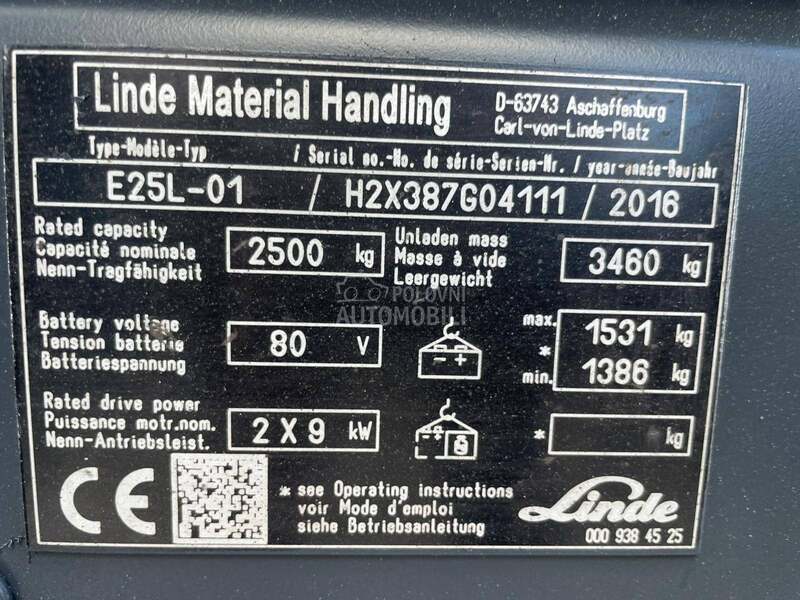 Linde Material Handling
D-63743 Aschaffenburg
Carl-von-Linde-Platz
Type-Modèle-Typ / Serial no.-No. de série-Serien-Nr. / year-année-Baujahr
E25L-01 / H2X387G04111 / 2016
Rated capacity
Capacité nominale
Nenn-Tragfähigkeit
2500 kg
Unladen mass
Masse à vide
Leergewicht
3460 kg
POLOVNI
AUTOMOBILI
Battery voltage
Tension batterie
Batteriespannung
80 V
- +
max. 1531 kg
*
min. 1386 kg
Rated drive power
Puissance motr.nom.
Nenn-Antriebsleist.
2 X 9 kW
- +
* kg
CE
* see Operating instructions
voir Mode d'emploi
siehe Betriebsanleitung
Linde
000 938 45 25